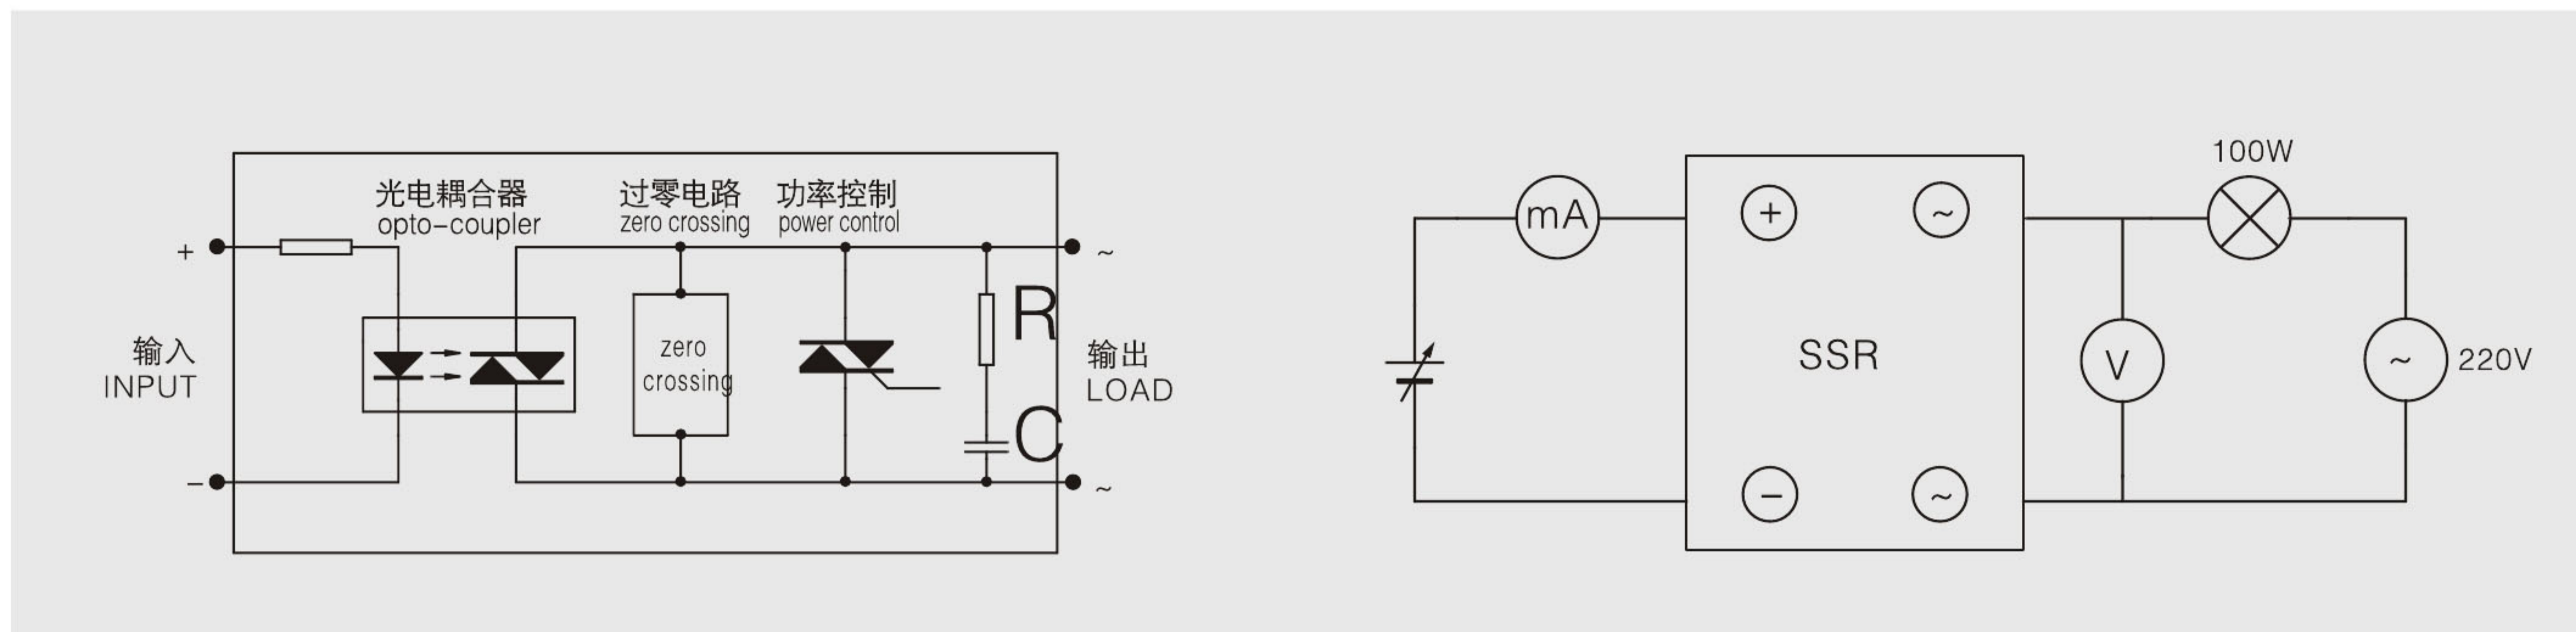 光电耦合器
opto-coupler
过零电路
zero crossing
功率控制
power control
+
~
输入
INPUT
zero
crossing
R
C
输出
LOAD
−
~
100W
mA
+
~
SSR
V
~
220V
−
~